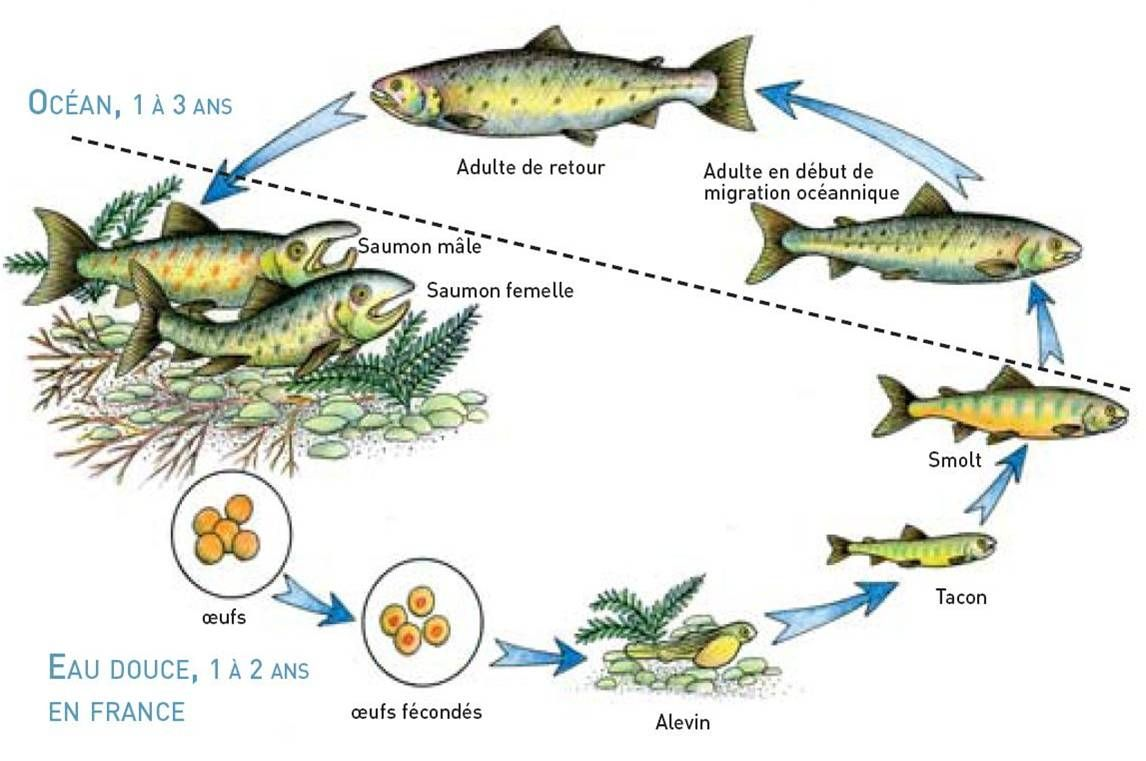 OCÉAN, 1 À 3 ANS
Adulte de retour
Adulte en début de
migration océannique
Saumon mâle
Saumon femelle
Smolt
Tacon
œufs
œufs fécondés
Alevin
EAU DOUCE, 1 À 2 ANS
EN FRANCE